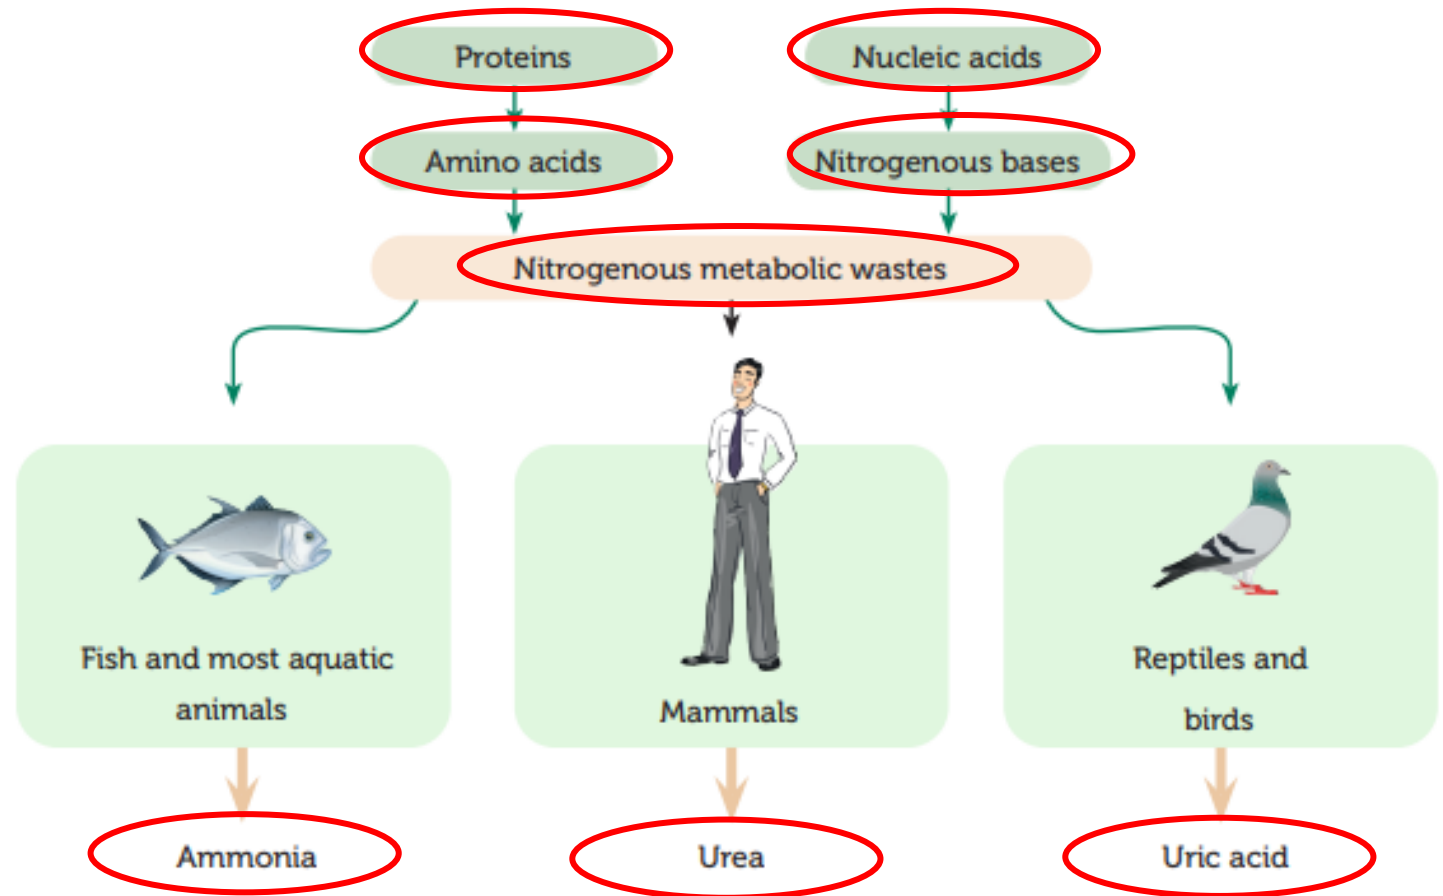 Proteins
Nucleic acids
Amino acids
Nitrogenous bases
Nitrogenous metabolic wastes
Fish and most aquatic
animals
Mammals
Reptiles and
birds
Ammonia
Urea
Uric acid